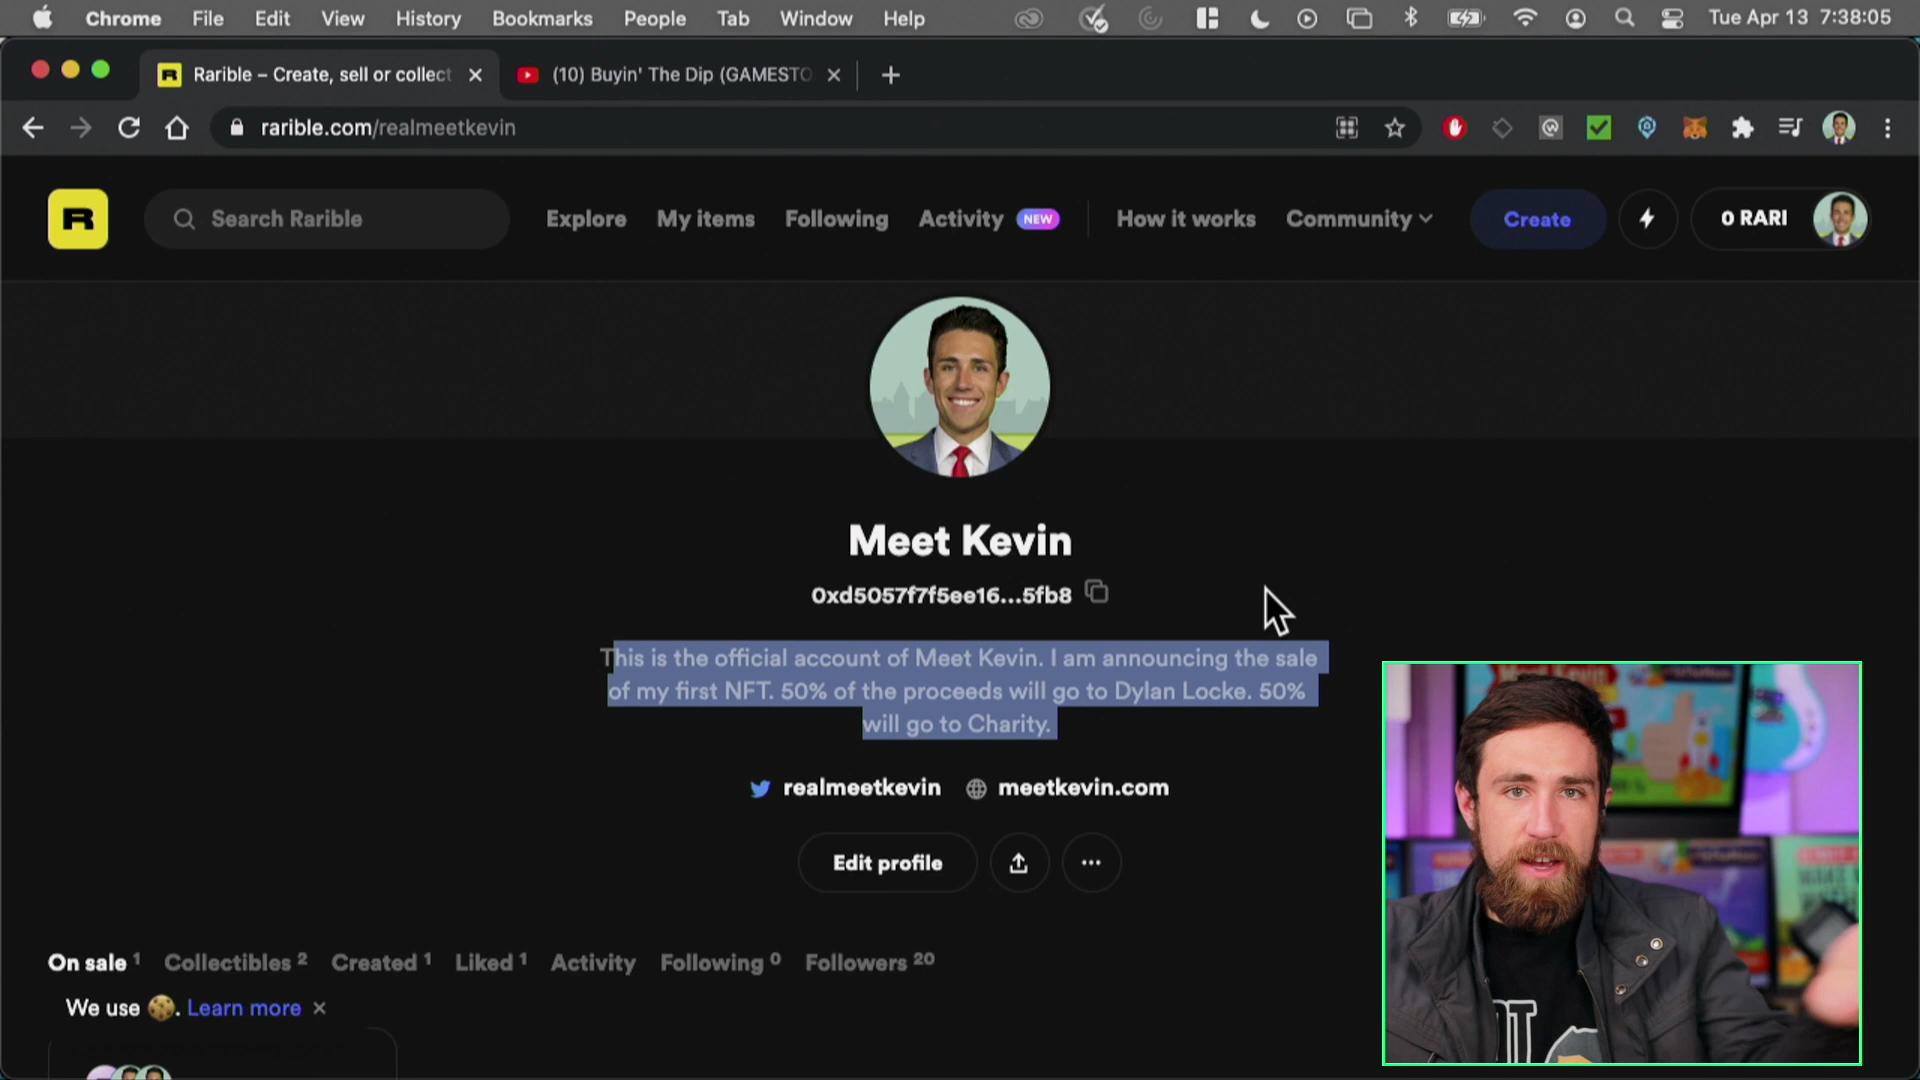 Chrome File Edit View History Bookmarks People Tab Window Help Tue Apr 13 7:38:05
Rarible – Create, sell or collect (10) Buyin' The Dip (GAMESTO
rarible.com/realmeetkevin
R Search Rarible Explore My items Following Activity NEW How it works Community Create 0 RARI
Meet Kevin
0xd5057f7f5ee16...5fb8
This is the official account of Meet Kevin. I am announcing the sale
of my first NFT. 50% of the proceeds will go to Dylan Locke. 50%
will go to Charity.
realmeetkevin meetkevin.com
Edit profile
On sale 1 Collectibles 2 Created 1 Liked 1 Activity Following 0 Followers 20
We use . Learn more